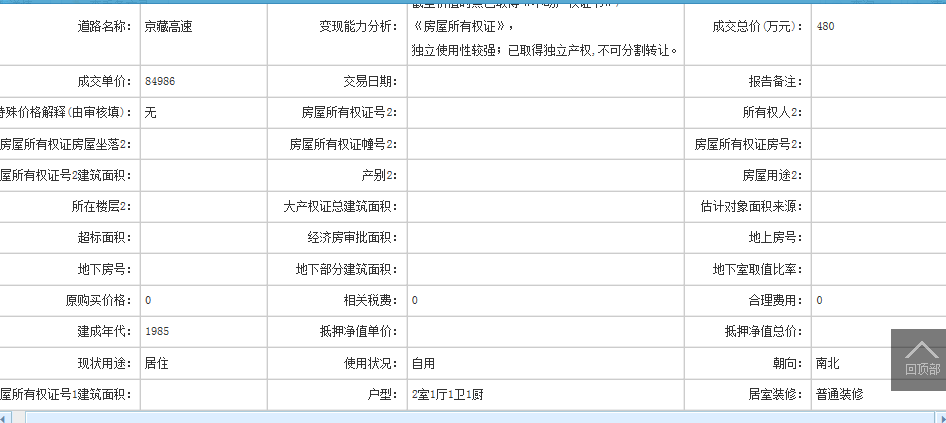 道路名称： 京藏高速 变现能力分析： 《房屋所有权证》， 成交总价(万元)： 480
独立使用性较强；已取得独立产权,不可分割转让。
成交单价： 84986 交易日期： 报告备注：
特殊价格解释(由审核填)： 无 房屋所有权证号2： 所有权人2：
房屋所有权证房屋坐落2： 房屋所有权证幢号2： 房屋所有权证房号2：
屋所有权证号2建筑面积： 产别2： 房屋用途2：
所在楼层2： 大产权证总建筑面积： 估计对象面积来源：
超标面积： 经济房审批面积： 地上房号：
地下房号： 地下部分建筑面积： 地下室取值比率：
原购买价格： 0 相关税费： 0 合理费用： 0
建成年代： 1985 抵押净值单价： 抵押净值总价：
现状用途： 居住 使用状况： 自用 朝向： 南北
回顶部
屋所有权证号1建筑面积： 户型： 2室1厅1卫1厨 居室装修： 普通装修